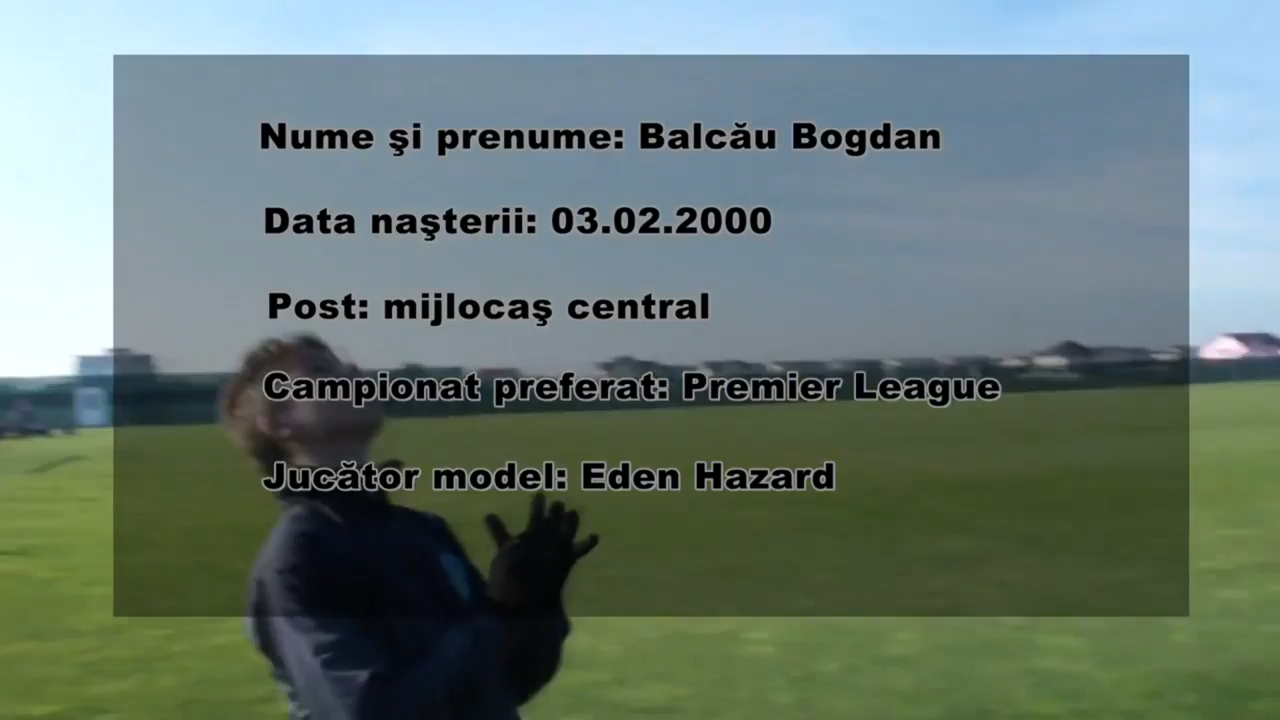 Nume şi prenume: Balcău Bogdan
Data naşterii: 03.02.2000
Post: mijlocaş central
Campionat preferat: Premier League
Jucător model: Eden Hazard